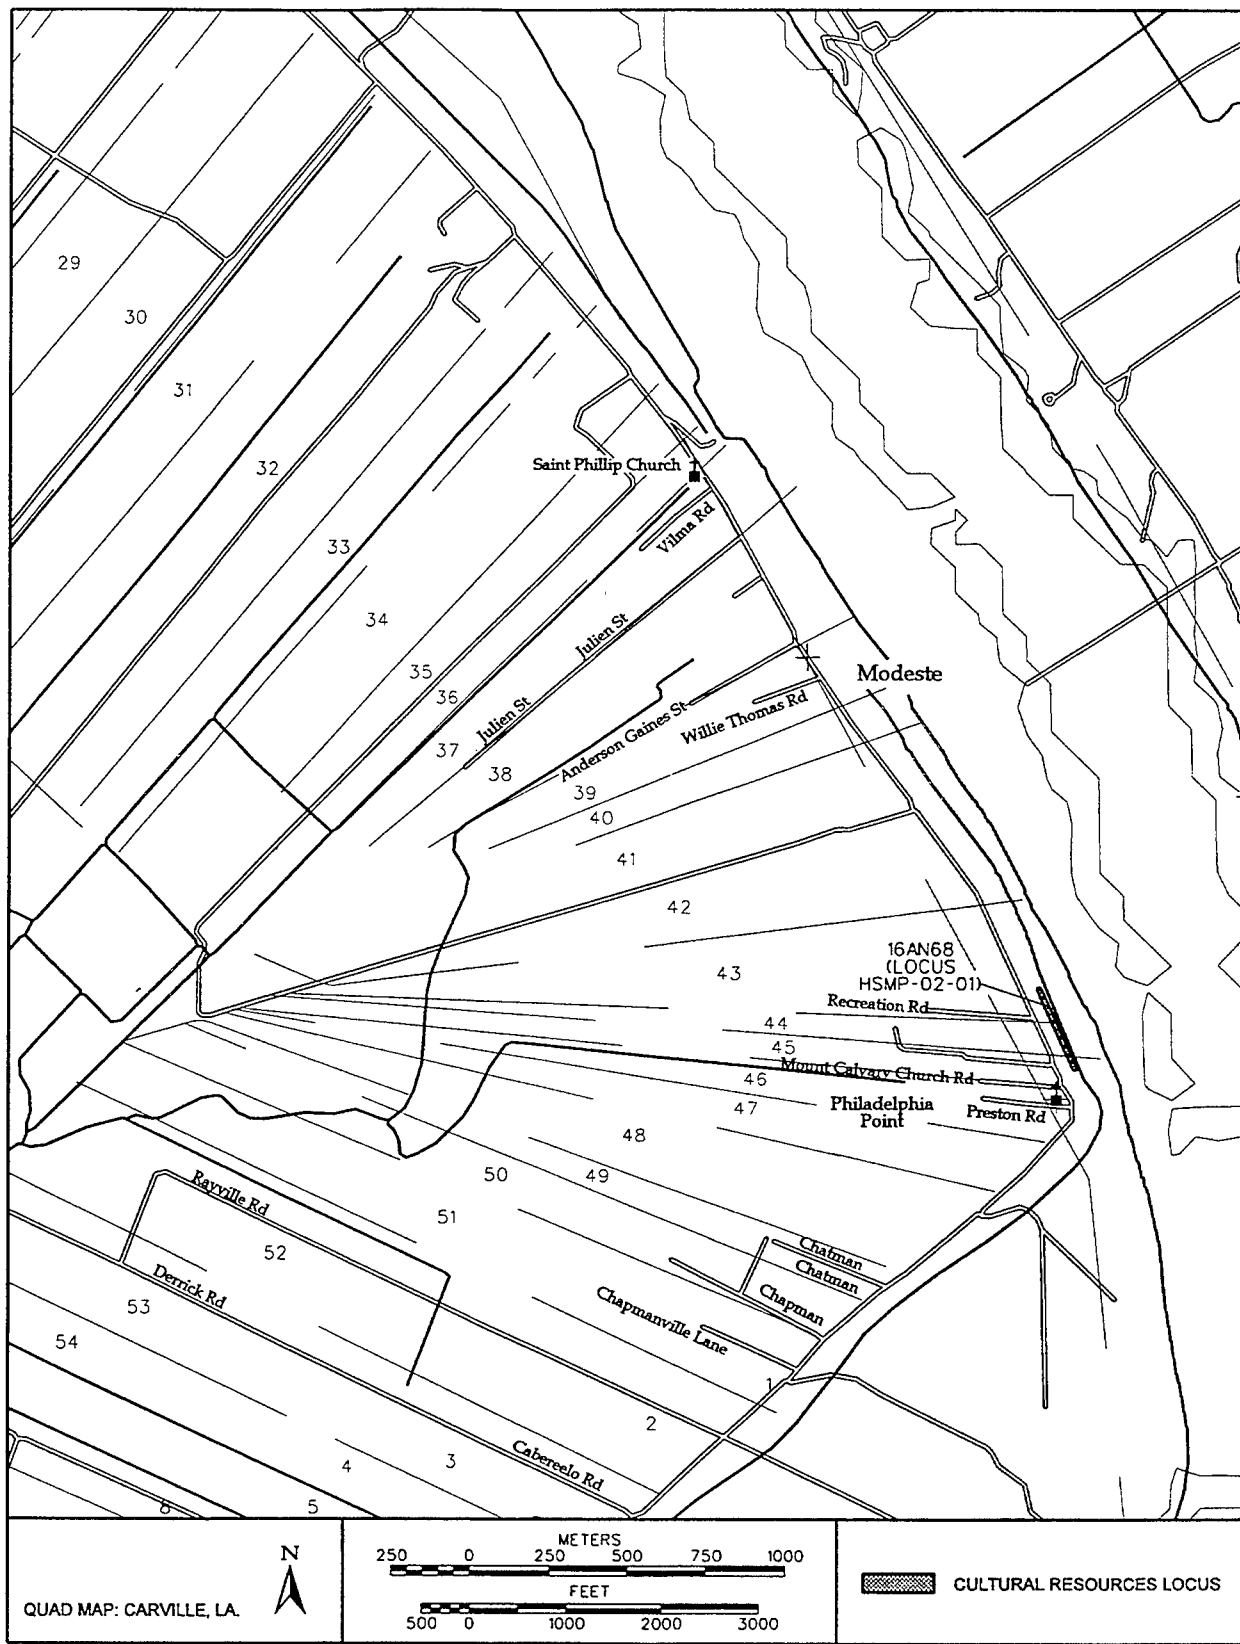 29
30
31
32
33
34
35
36
37
38
39
40
41
42
43
44
45
46
47
48
49
50
51
52
53
54
1
2
3
4
5
Saint Phillip Church
Vilma Rd
Julien St
Julien St
Anderson Gaines St
Willie Thomas Rd
Modeste
16AN68
(LOCUS
HSMP-02-01)
Recreation Rd
Mount Calvary Church Rd
Philadelphia
Point
Preston Rd
Rayville Rd
Derrick Rd
Chatman
Chatman
Chapman
Chapmanville Lane
Cabereelo Rd
QUAD MAP: CARVILLE, LA.
N
METERS
250 0 250 500 750 1000
FEET
500 0 1000 2000 3000
CULTURAL RESOURCES LOCUS